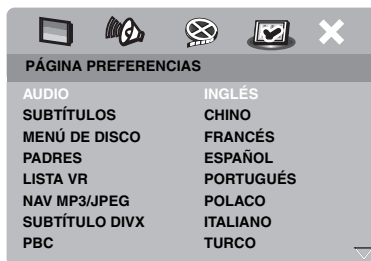 PÁGINA PREFERENCIAS
AUDIO INGLÉS
SUBTÍTULOS CHINO
MENÚ DE DISCO FRANCÉS
PADRES ESPAÑOL
LISTA VR PORTUGUÉS
NAV MP3/JPEG POLACO
SUBTÍTULO DIVX ITALIANO
PBC TURCO